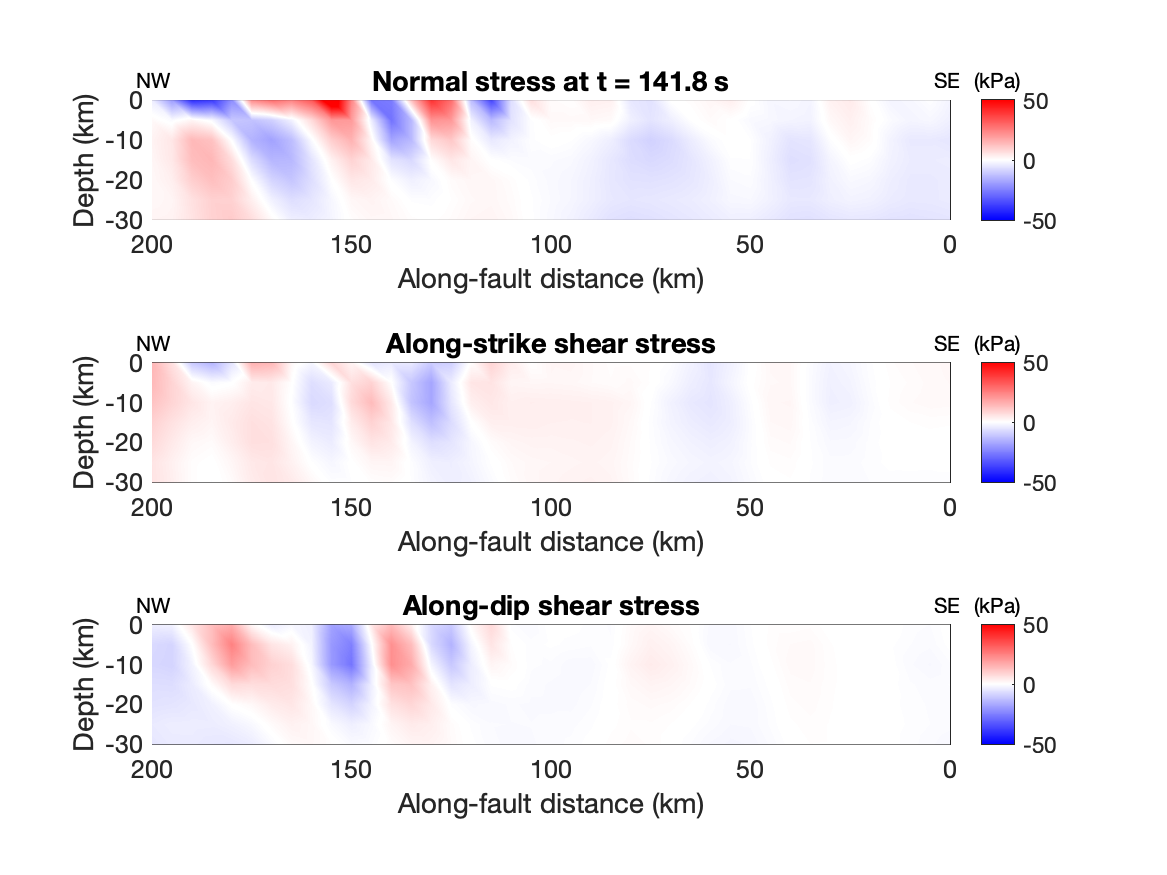 NW
Normal stress at t = 141.8 s
SE
(kPa)
Depth (km)
0
-10
-20
-30
200
150
100
50
0
Along-fault distance (km)
50
0
-50
NW
Along-strike shear stress
SE
(kPa)
Depth (km)
0
-10
-20
-30
200
150
100
50
0
Along-fault distance (km)
50
0
-50
NW
Along-dip shear stress
SE
(kPa)
Depth (km)
0
-10
-20
-30
200
150
100
50
0
Along-fault distance (km)
50
0
-50